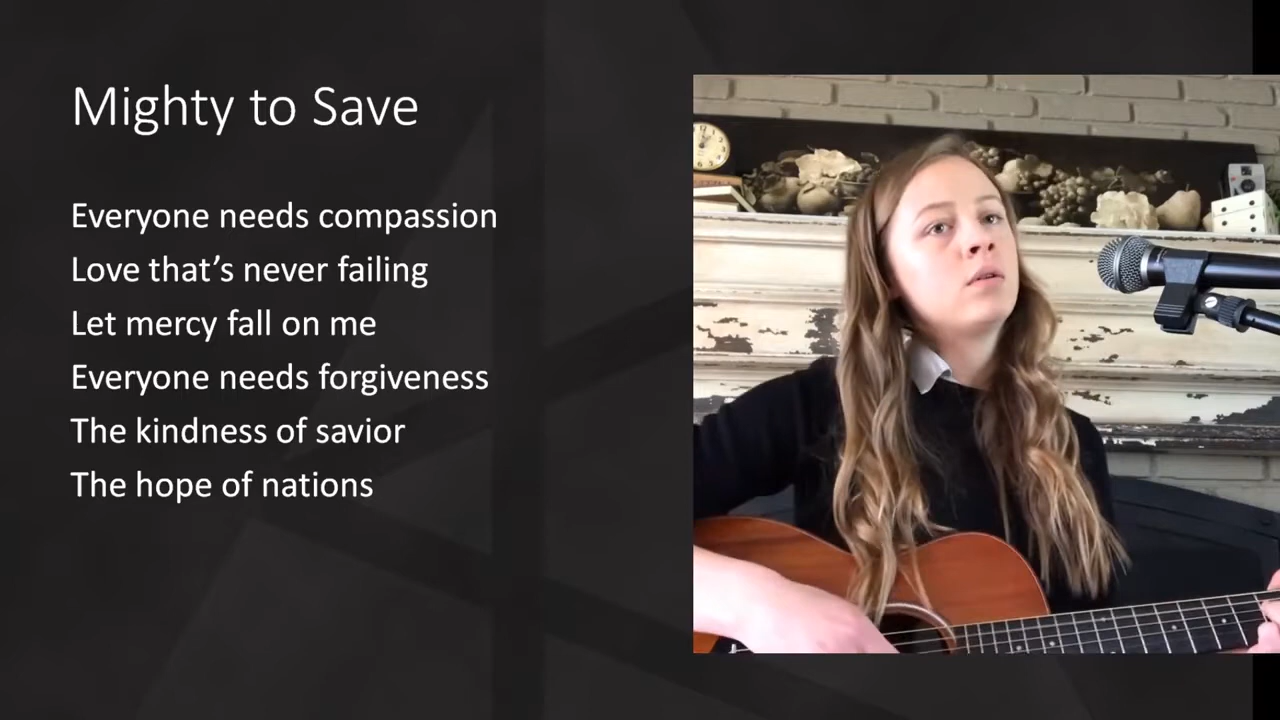 Mighty to Save
Everyone needs compassion
Love that’s never failing
Let mercy fall on me
Everyone needs forgiveness
The kindness of savior
The hope of nations